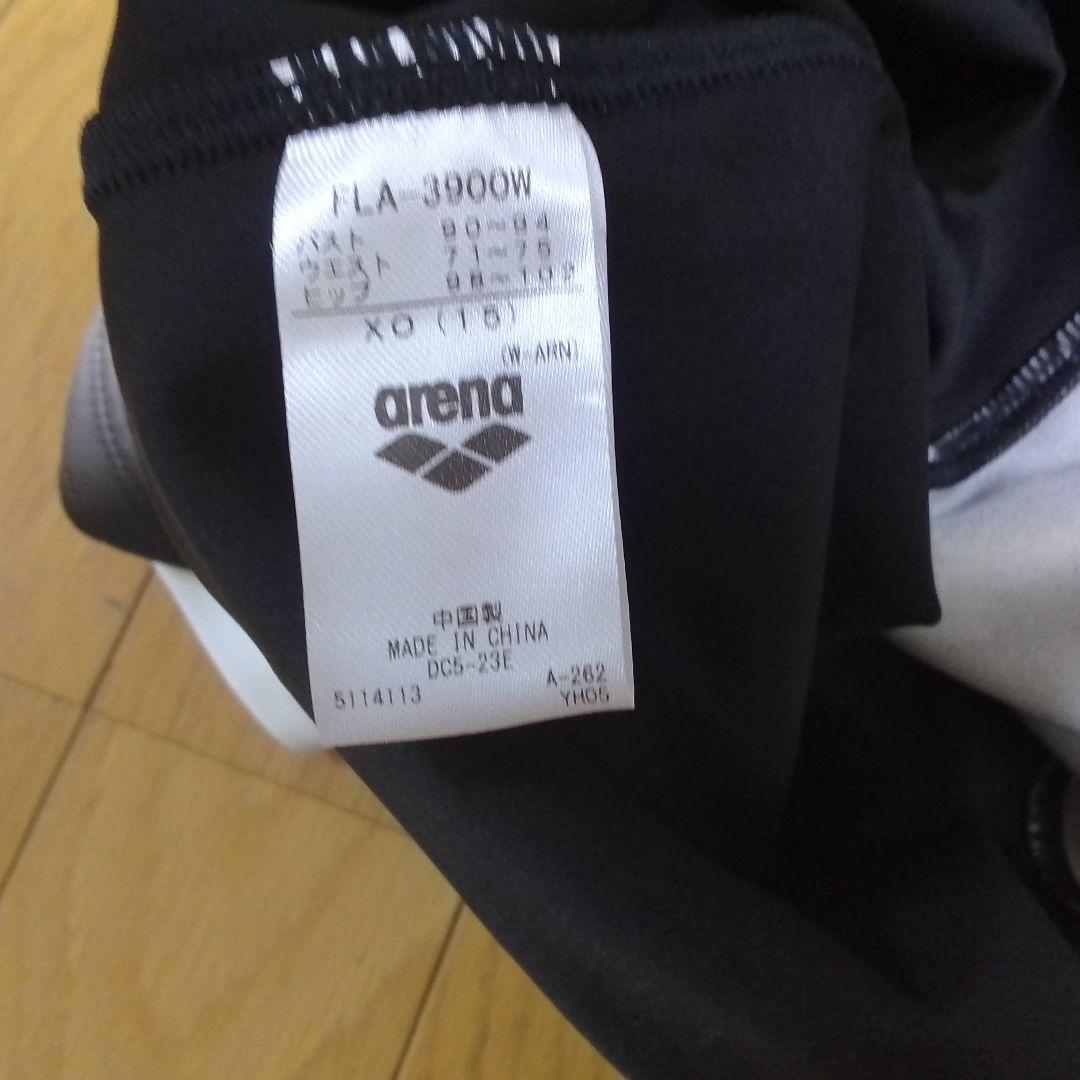 FLA-3900W
バスト 90～94
ウエスト 71～75
ヒップ 98～102
XO(16)
(W-ARN)
arena
中国製
MADE IN CHINA
DC5-23E
A-262
5114113 YH05